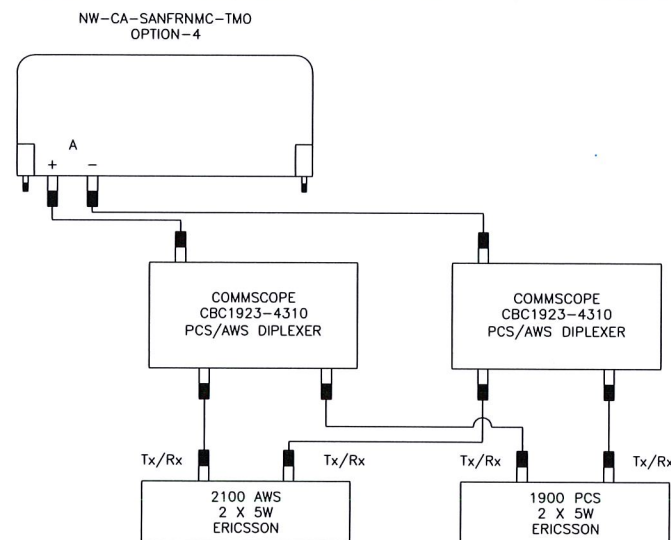 NW-CA-SANFRNMC-TMO
OPTION-4
A
+ −
COMMSCOPE
CBC1923-4310
PCS/AWS DIPLEXER
COMMSCOPE
CBC1923-4310
PCS/AWS DIPLEXER
Tx/Rx Tx/Rx Tx/Rx Tx/Rx
2100 AWS
2 X 5W
ERICSSON
1900 PCS
2 X 5W
ERICSSON